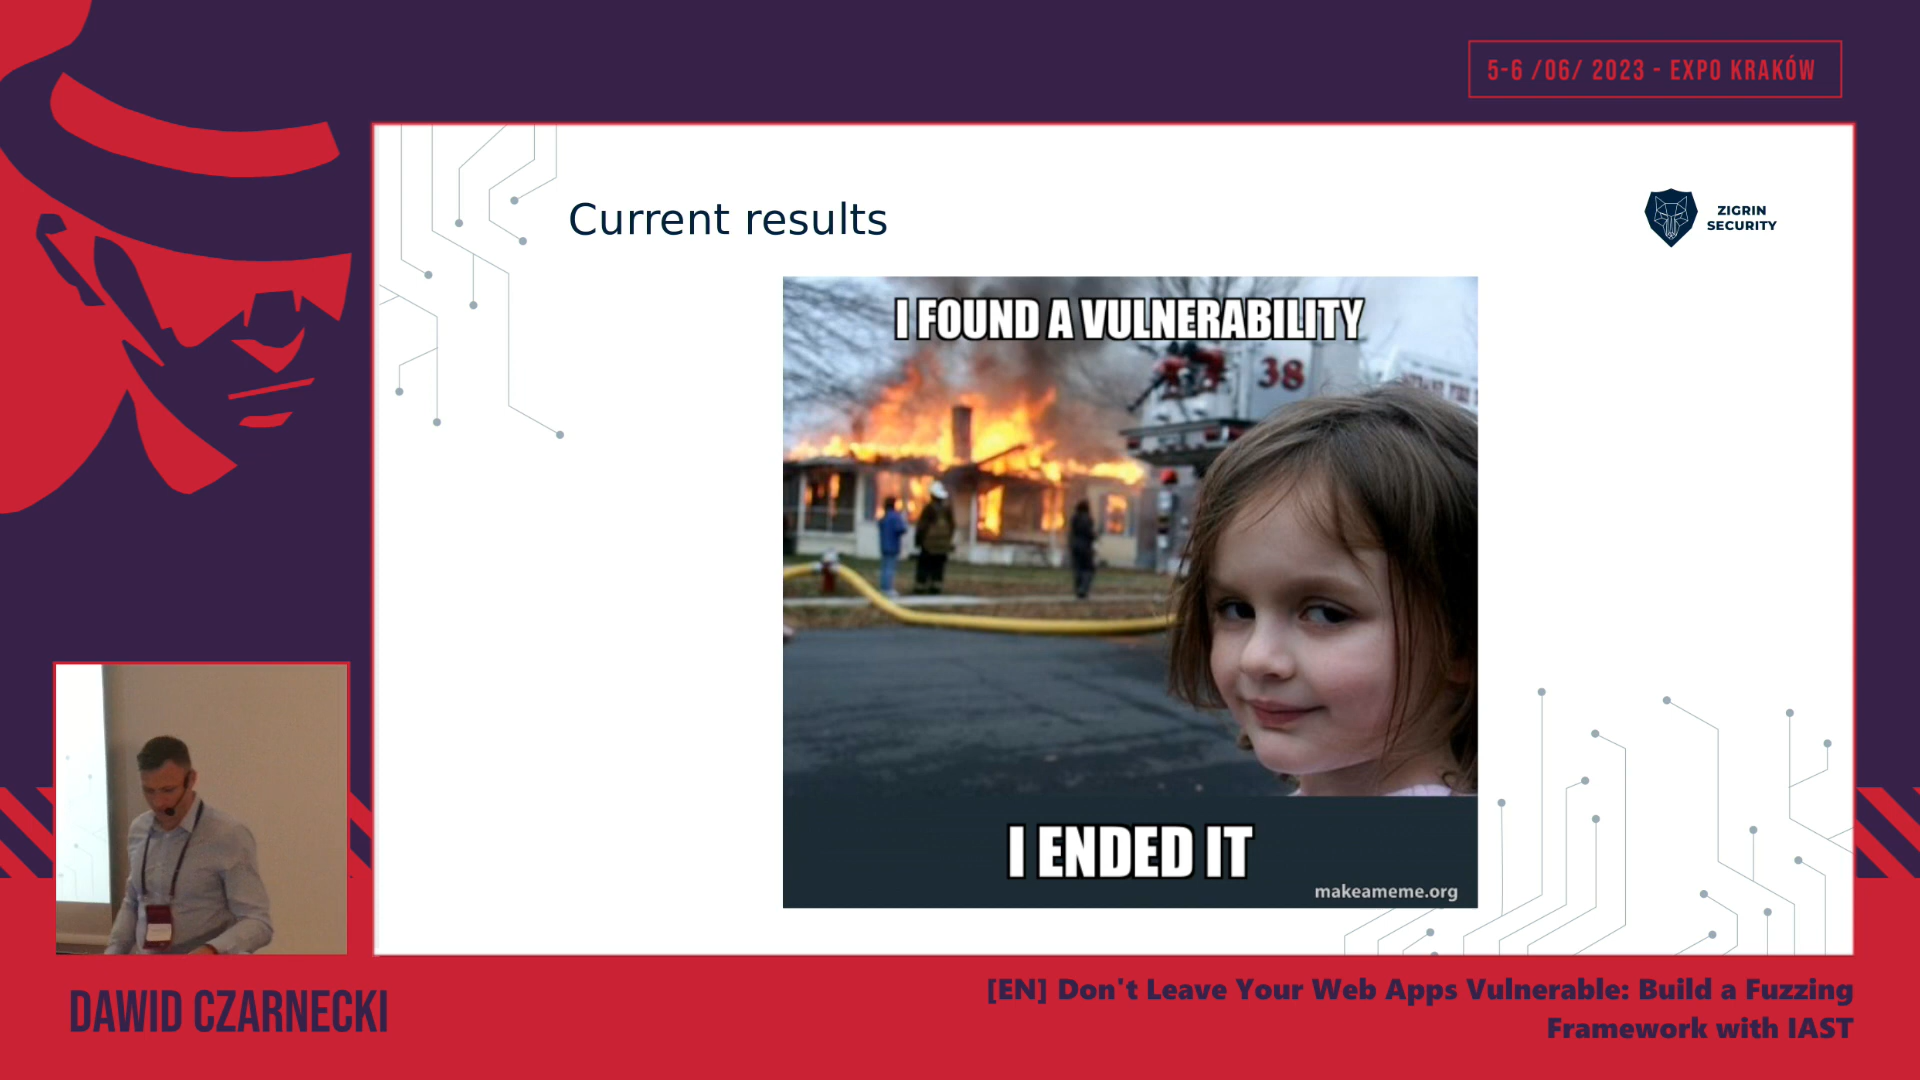 5-6 /06/ 2023 - EXPO KRAKÓW
Current results
ZIGRIN
SECURITY
I FOUND A VULNERABILITY
38
I ENDED IT
makeameme.org
DAWID CZARNECKI
[EN] Don't Leave Your Web Apps Vulnerable: Build a Fuzzing
Framework with IAST